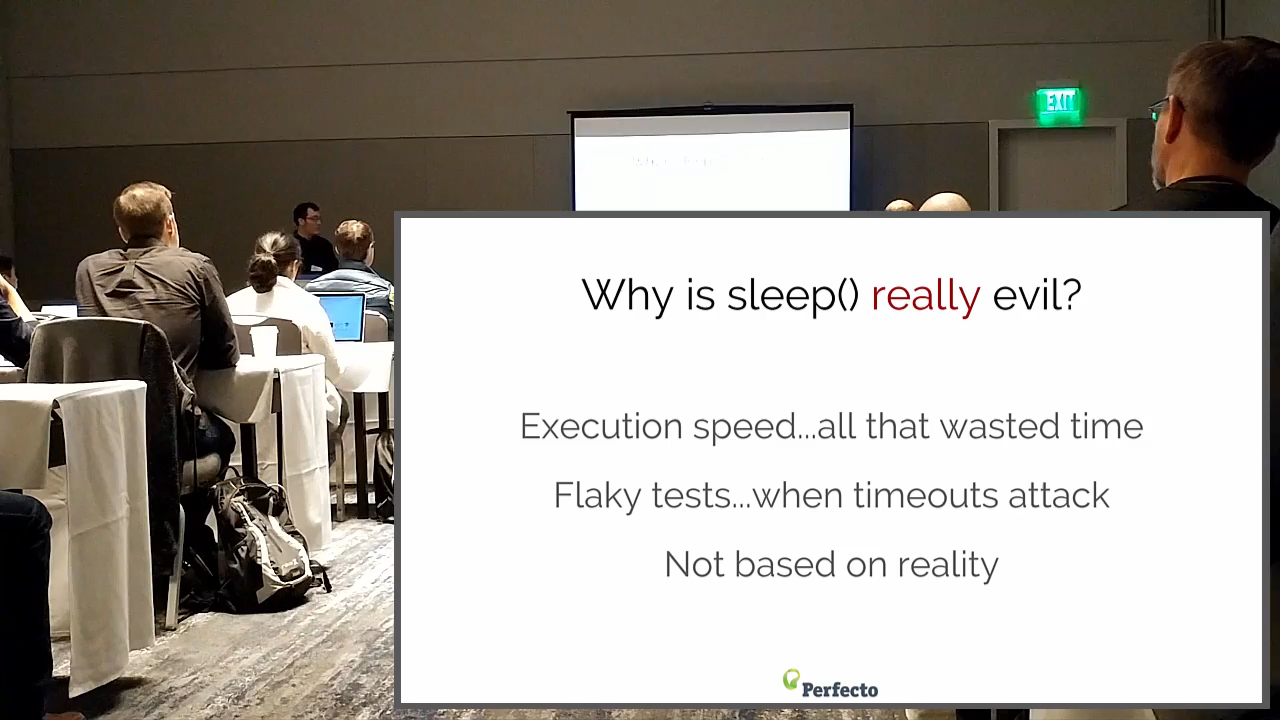 EXIT
Why is sleep() really evil?
Execution speed...all that wasted time
Flaky tests...when timeouts attack
Not based on reality
Perfecto